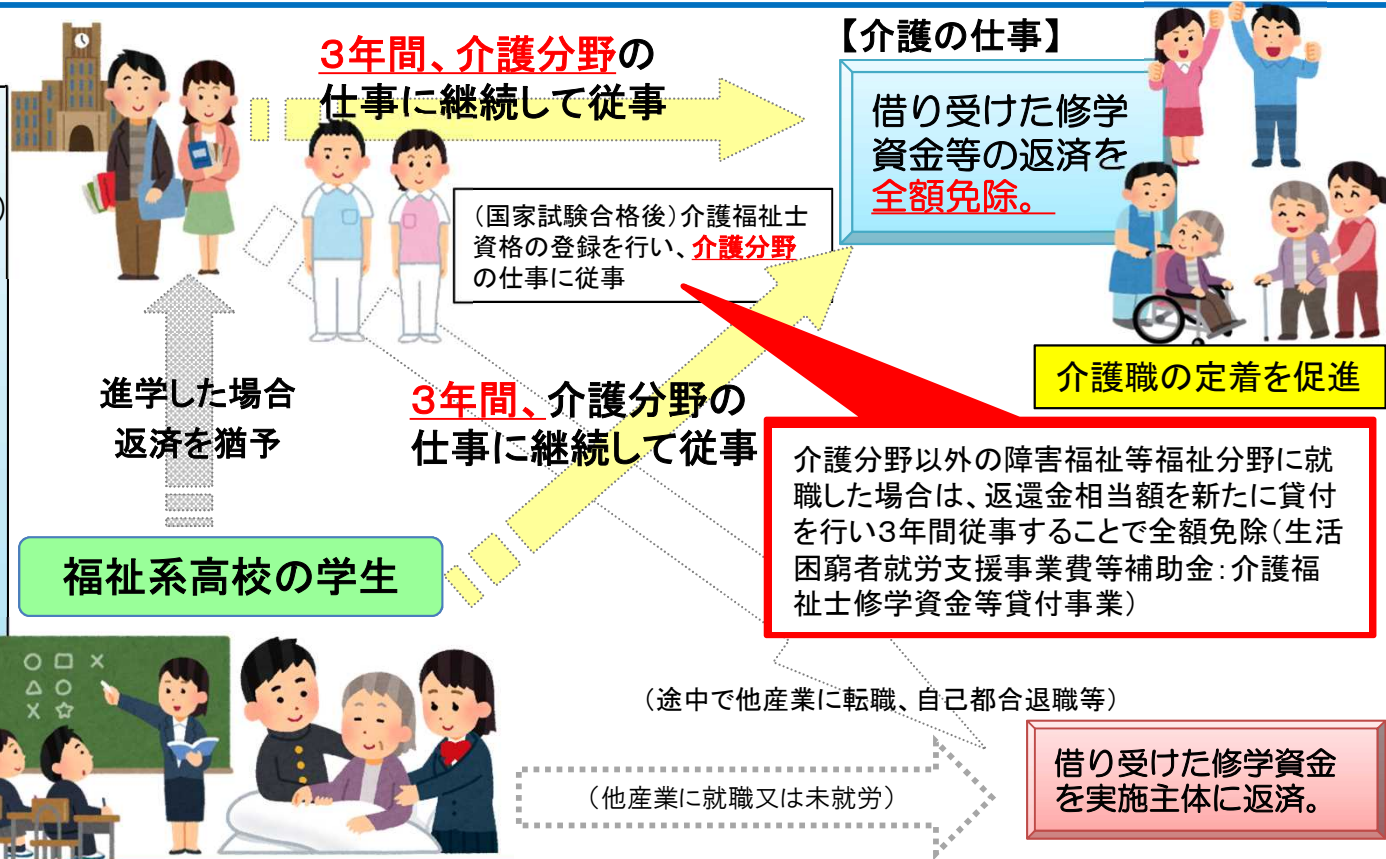 3年間、介護分野の
仕事に継続して従事
【介護の仕事】
借り受けた修学
資金等の返済を
全額免除。
)
(国家試験合格後)介護福祉士
資格の登録を行い、介護分野
の仕事に従事
進学した場合
返済を猶予
3年間、介護分野の
仕事に継続して従事
介護職の定着を促進
介護分野以外の障害福祉等福祉分野に就
職した場合は、返還金相当額を新たに貸付
を行い3年間従事することで全額免除(生活
困窮者就労支援事業費等補助金:介護福
祉士修学資金等貸付事業)
福祉系高校の学生
(途中で他産業に転職、自己都合退職等)
(他産業に就職又は未就労)
借り受けた修学資金
を実施主体に返済。